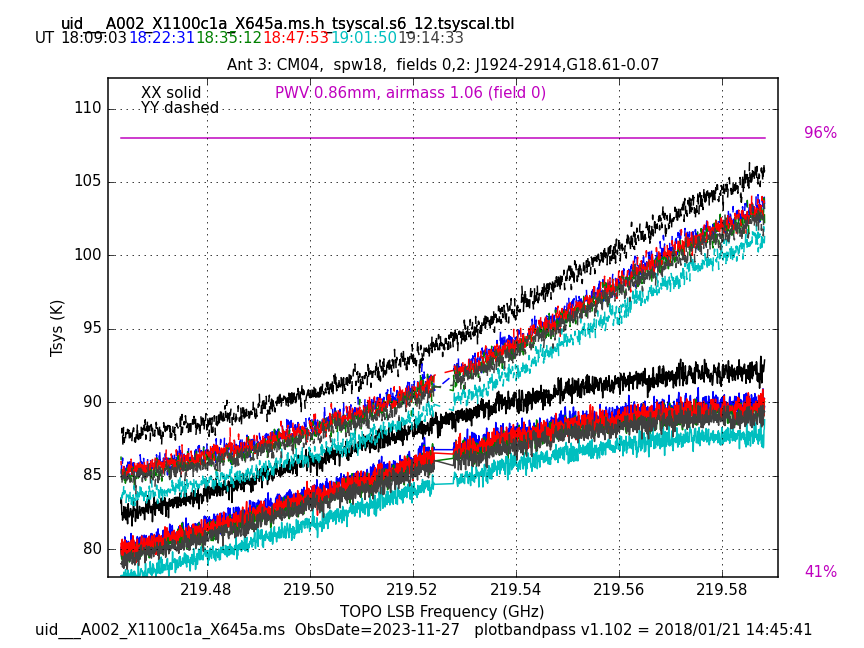 uid___A002_X1100c1a_X645a.ms.h_tsyscal.s6_12.tsyscal.tbl
UT 18:09:03 18:22:31 18:35:12 18:47:53 19:01:50 19:14:33
Ant 3: CM04,  spw18,  fields 0,2: J1924-2914,G18.61-0.07
XX solid
PWV 0.86mm, airmass 1.06 (field 0)
YY dashed
96%
41%
110
105
100
95
90
85
80
Tsys (K)
219.48 219.50 219.52 219.54 219.56 219.58
TOPO LSB Frequency (GHz)
uid___A002_X1100c1a_X645a.ms  ObsDate=2023-11-27   plotbandpass v1.102 = 2018/01/21 14:45:41